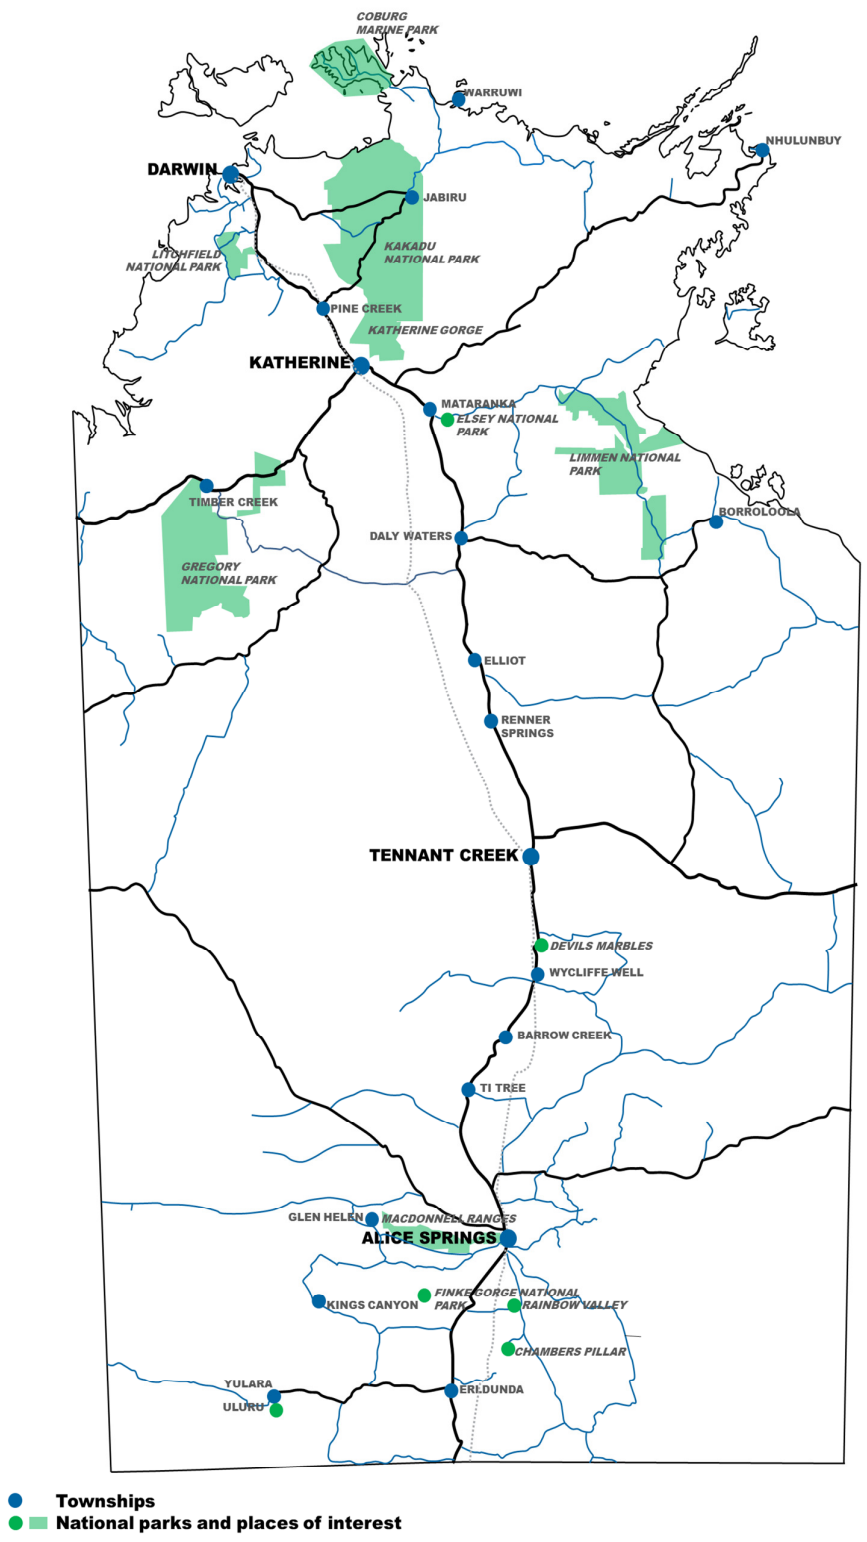 COBURG
MARINE PARK
WARRUWI
NHULUNBUY
DARWIN
JABIRU
KAKADU
NATIONAL PARK
LITCHFIELD
NATIONAL PARK
PINE CREEK
KATHERINE GORGE
KATHERINE
MATARANKA
ELSEY NATIONAL
PARK
LIMMEN NATIONAL
PARK
TIMBER CREEK
BORROLOOLA
DALY WATERS
GREGORY
NATIONAL PARK
ELLIOT
RENNER
SPRINGS
TENNANT CREEK
DEVILS MARBLES
WYCLIFFE WELL
BARROW CREEK
TI TREE
GLEN HELEN
MACDONNELL RANGES
ALICE SPRINGS
FINKE GORGE NATIONAL
PARK
RAINBOW VALLEY
KINGS CANYON
CHAMBERS PILLAR
YULARA
ERLDUNDA
ULURU
Townships
National parks and places of interest